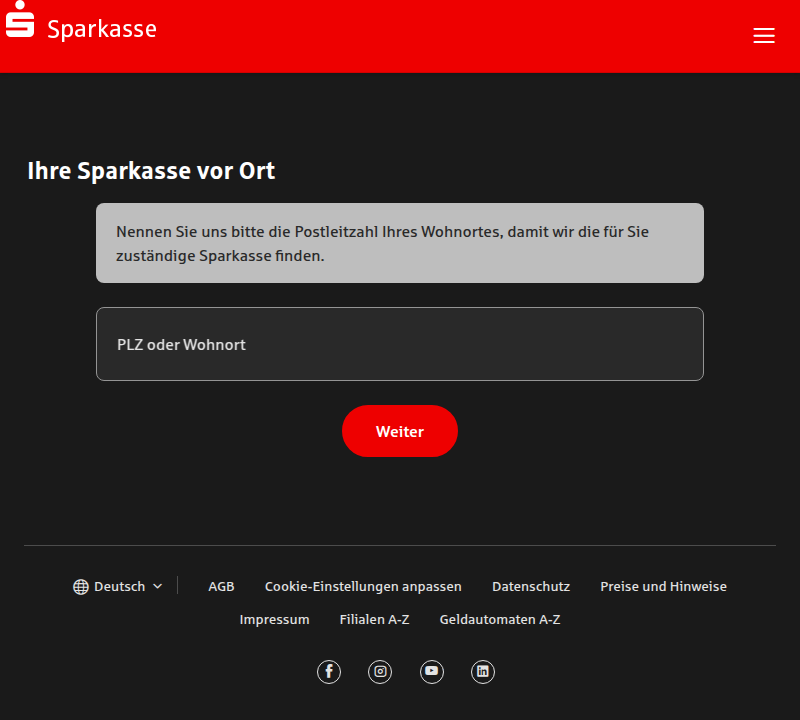 Sparkasse
Ihre Sparkasse vor Ort
Nennen Sie uns bitte die Postleitzahl Ihres Wohnortes, damit wir die für Sie
zuständige Sparkasse finden.
PLZ oder Wohnort
Weiter
Deutsch AGB Cookie-Einstellungen anpassen Datenschutz Preise und Hinweise
Impressum Filialen A-Z Geldautomaten A-Z